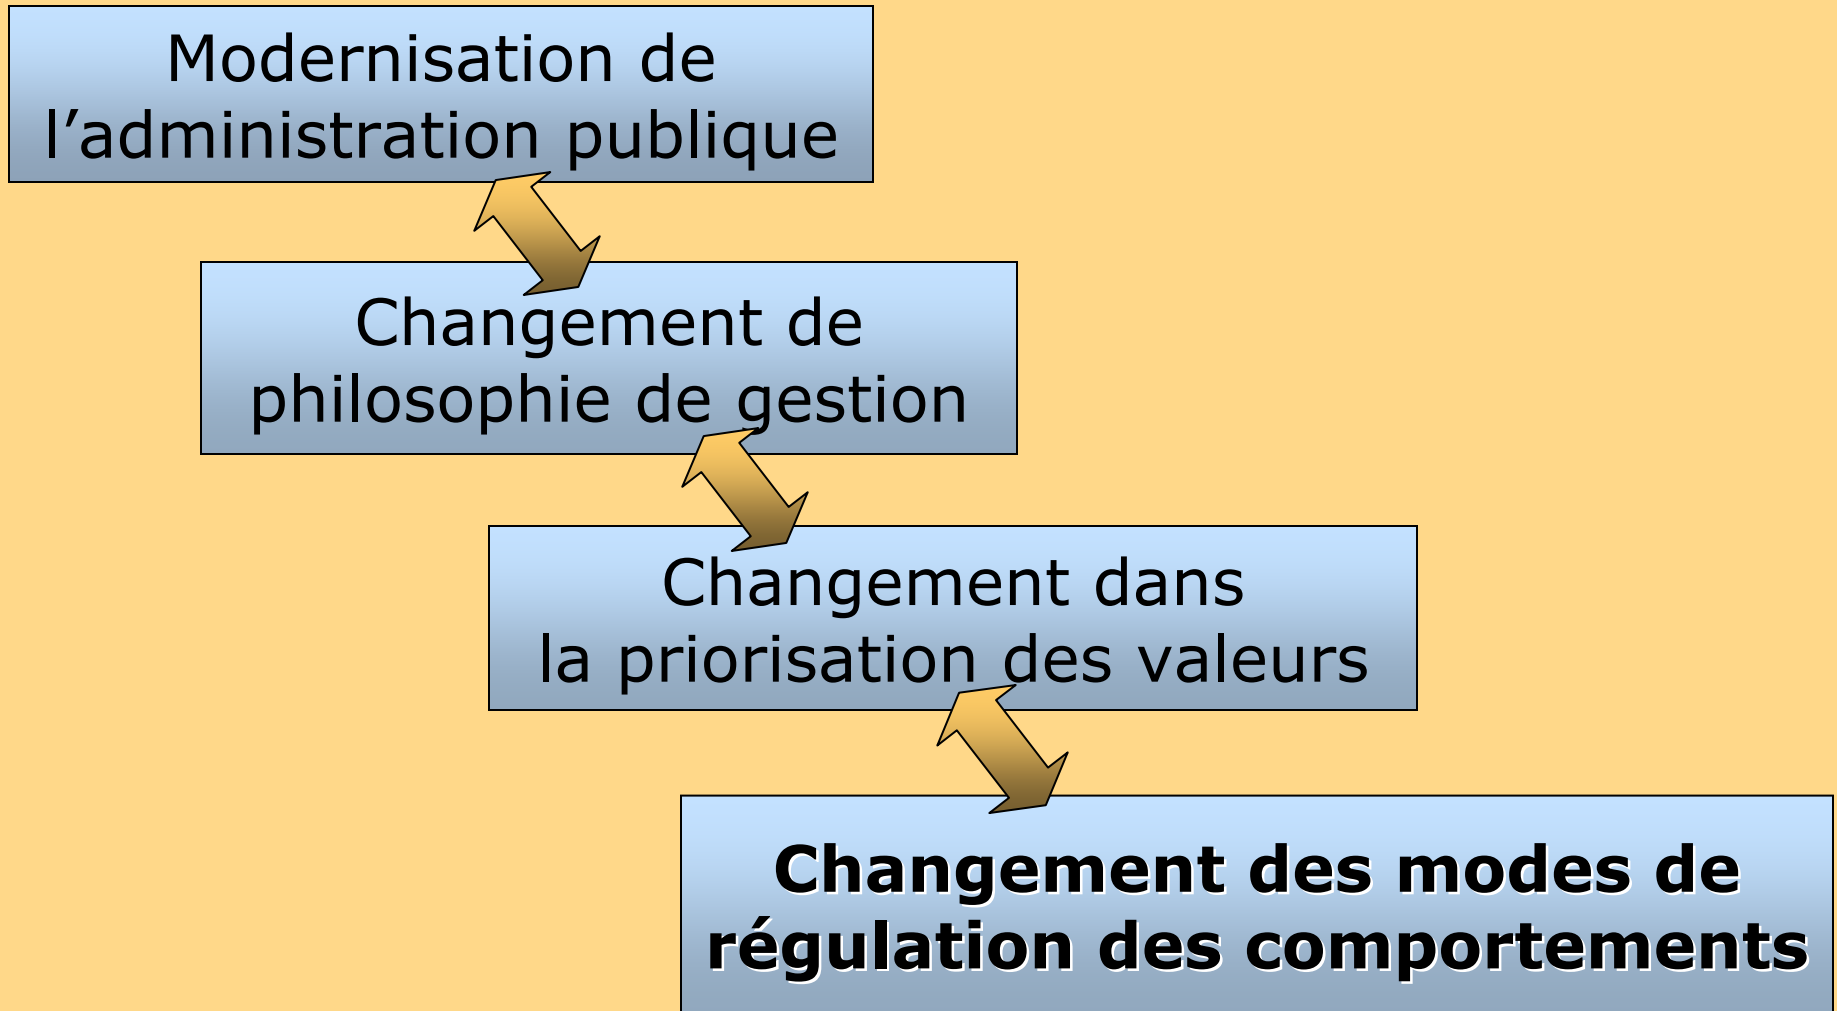 Modernisation de
l’administration publique
Changement de
philosophie de gestion
Changement dans
la priorisation des valeurs
Changement des modes de
régulation des comportements